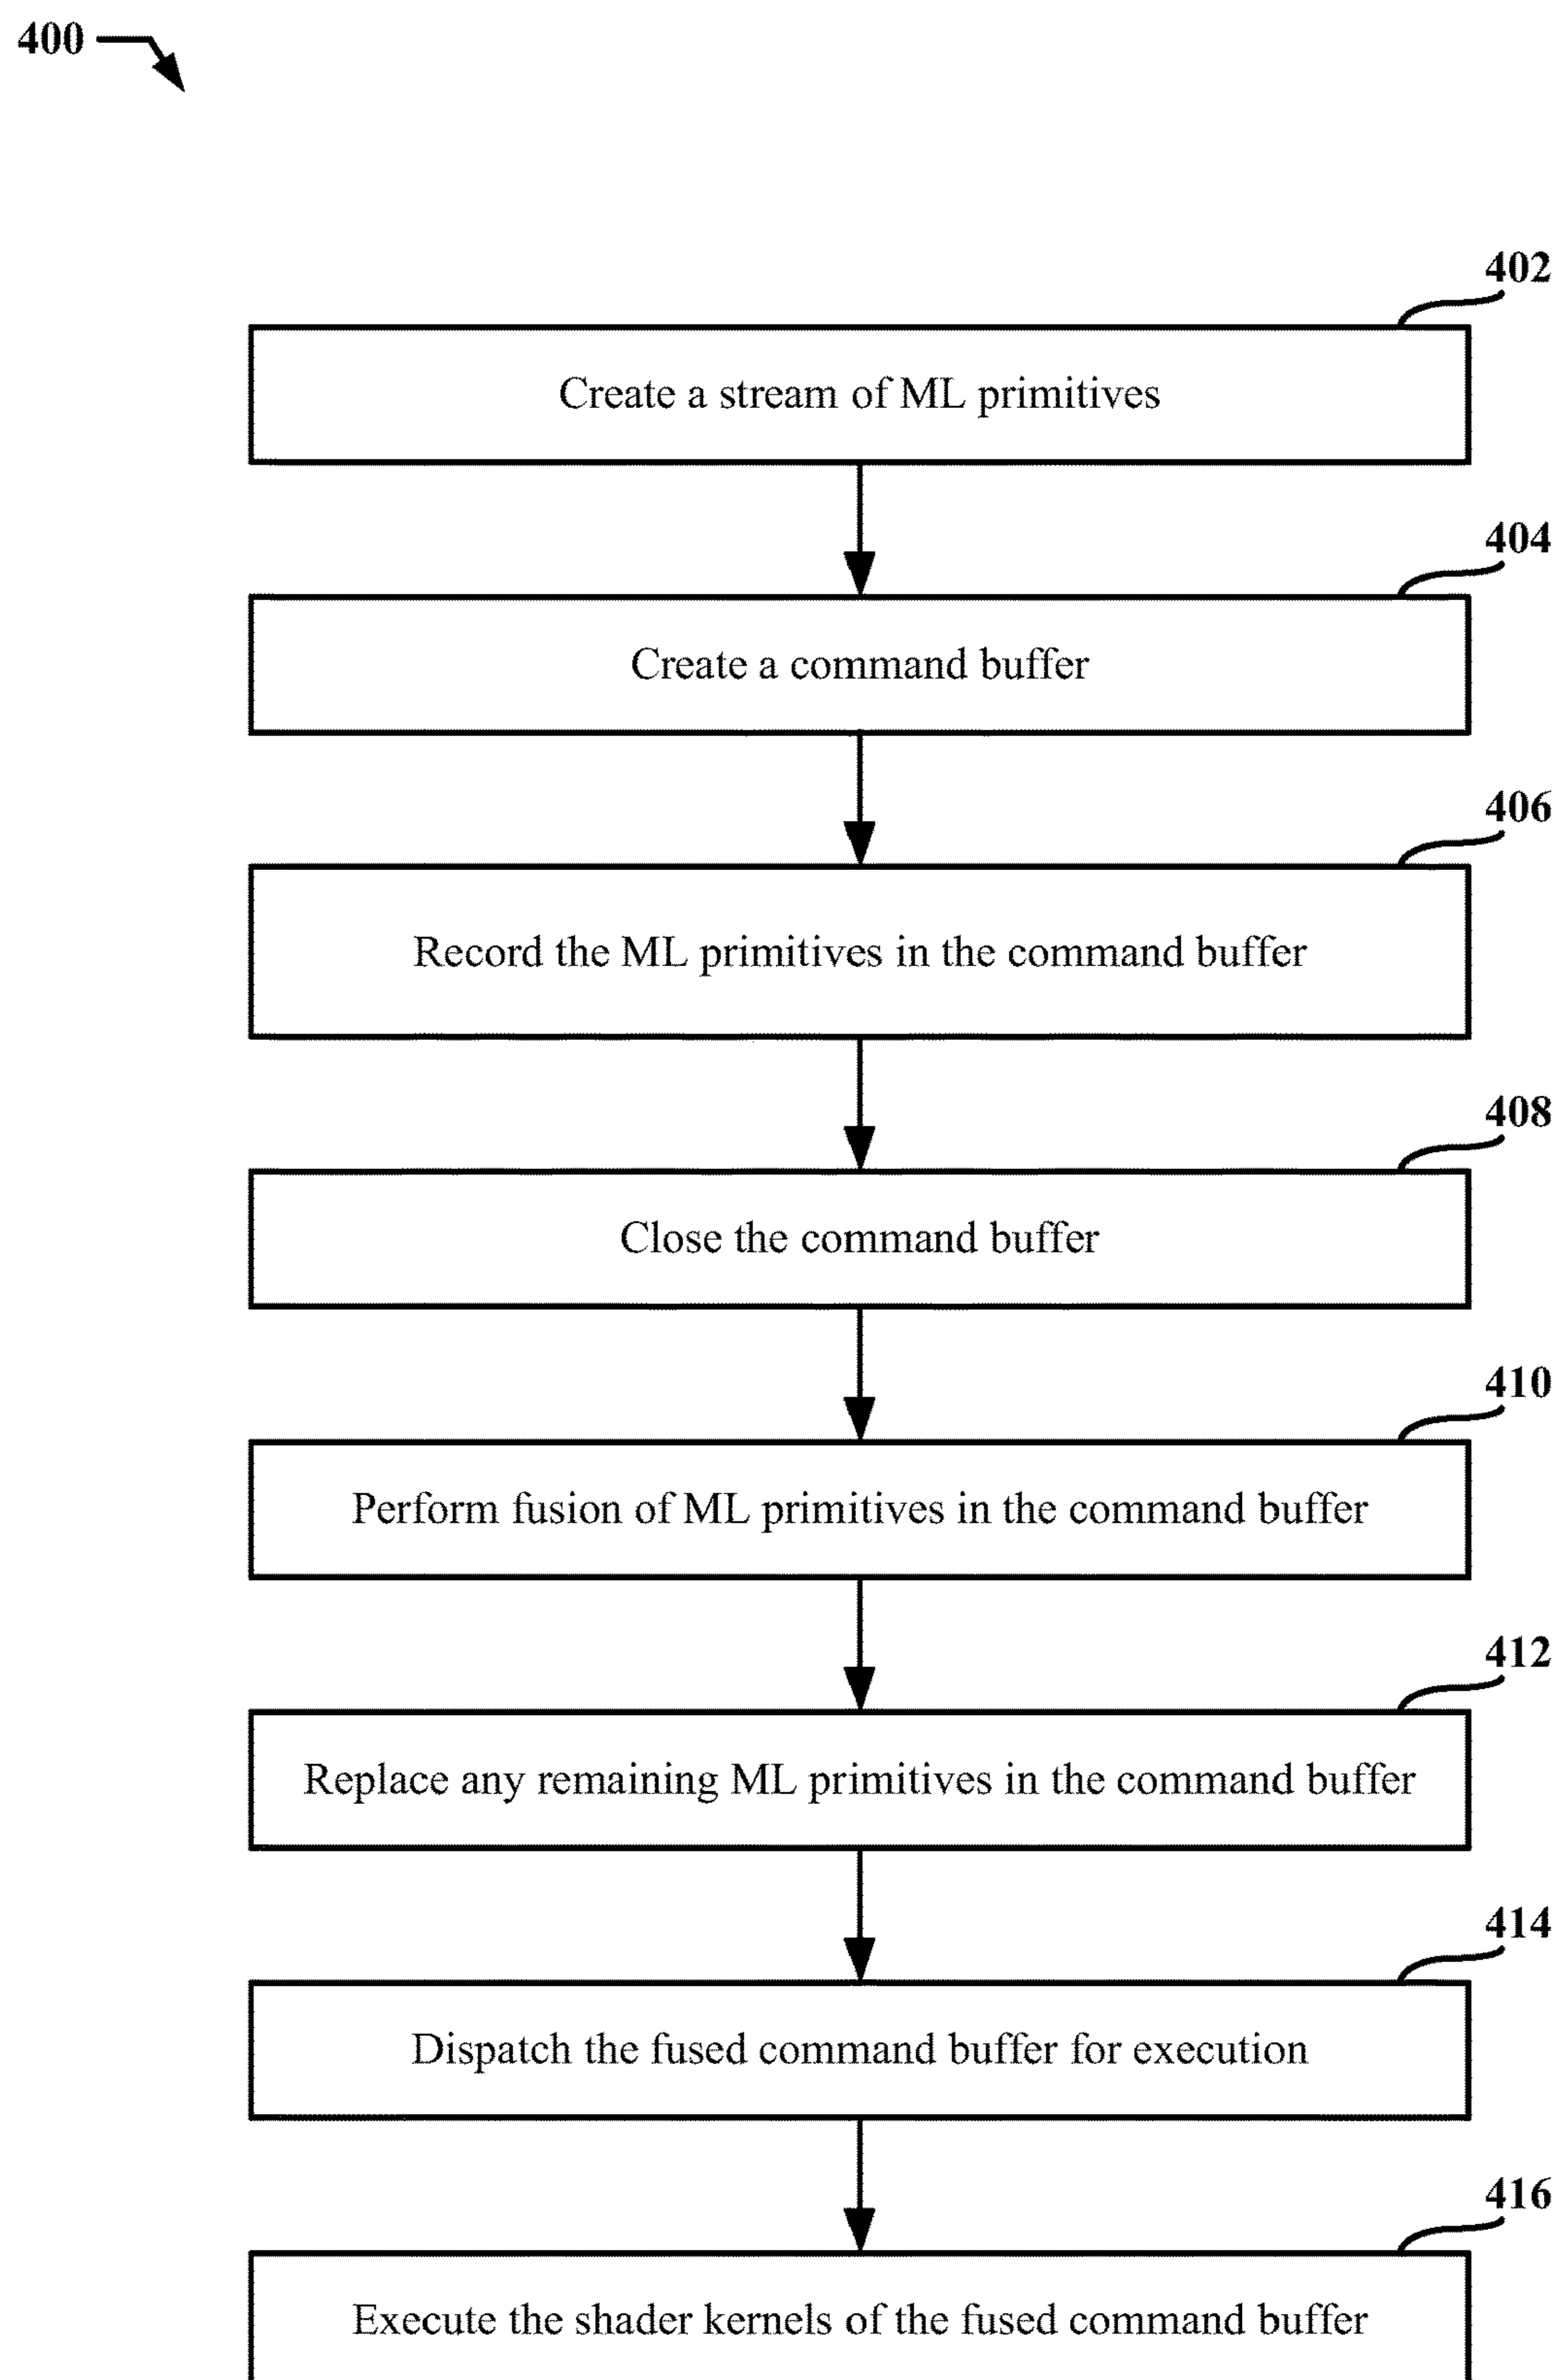 400
402
Create a stream of ML primitives
404
Create a command buffer
406
Record the ML primitives in the command buffer
408
Close the command buffer
410
Perform fusion of ML primitives in the command buffer
412
Replace any remaining ML primitives in the command buffer
414
Dispatch the fused command buffer for execution
416
Execute the shader kernels of the fused command buffer